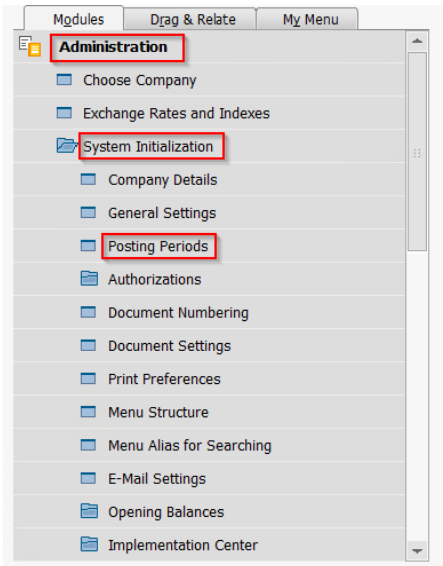 Modules Drag & Relate My Menu
Administration
Choose Company
Exchange Rates and Indexes
System Initialization
Company Details
General Settings
Posting Periods
Authorizations
Document Numbering
Document Settings
Print Preferences
Menu Structure
Menu Alias for Searching
E-Mail Settings
Opening Balances
Implementation Center